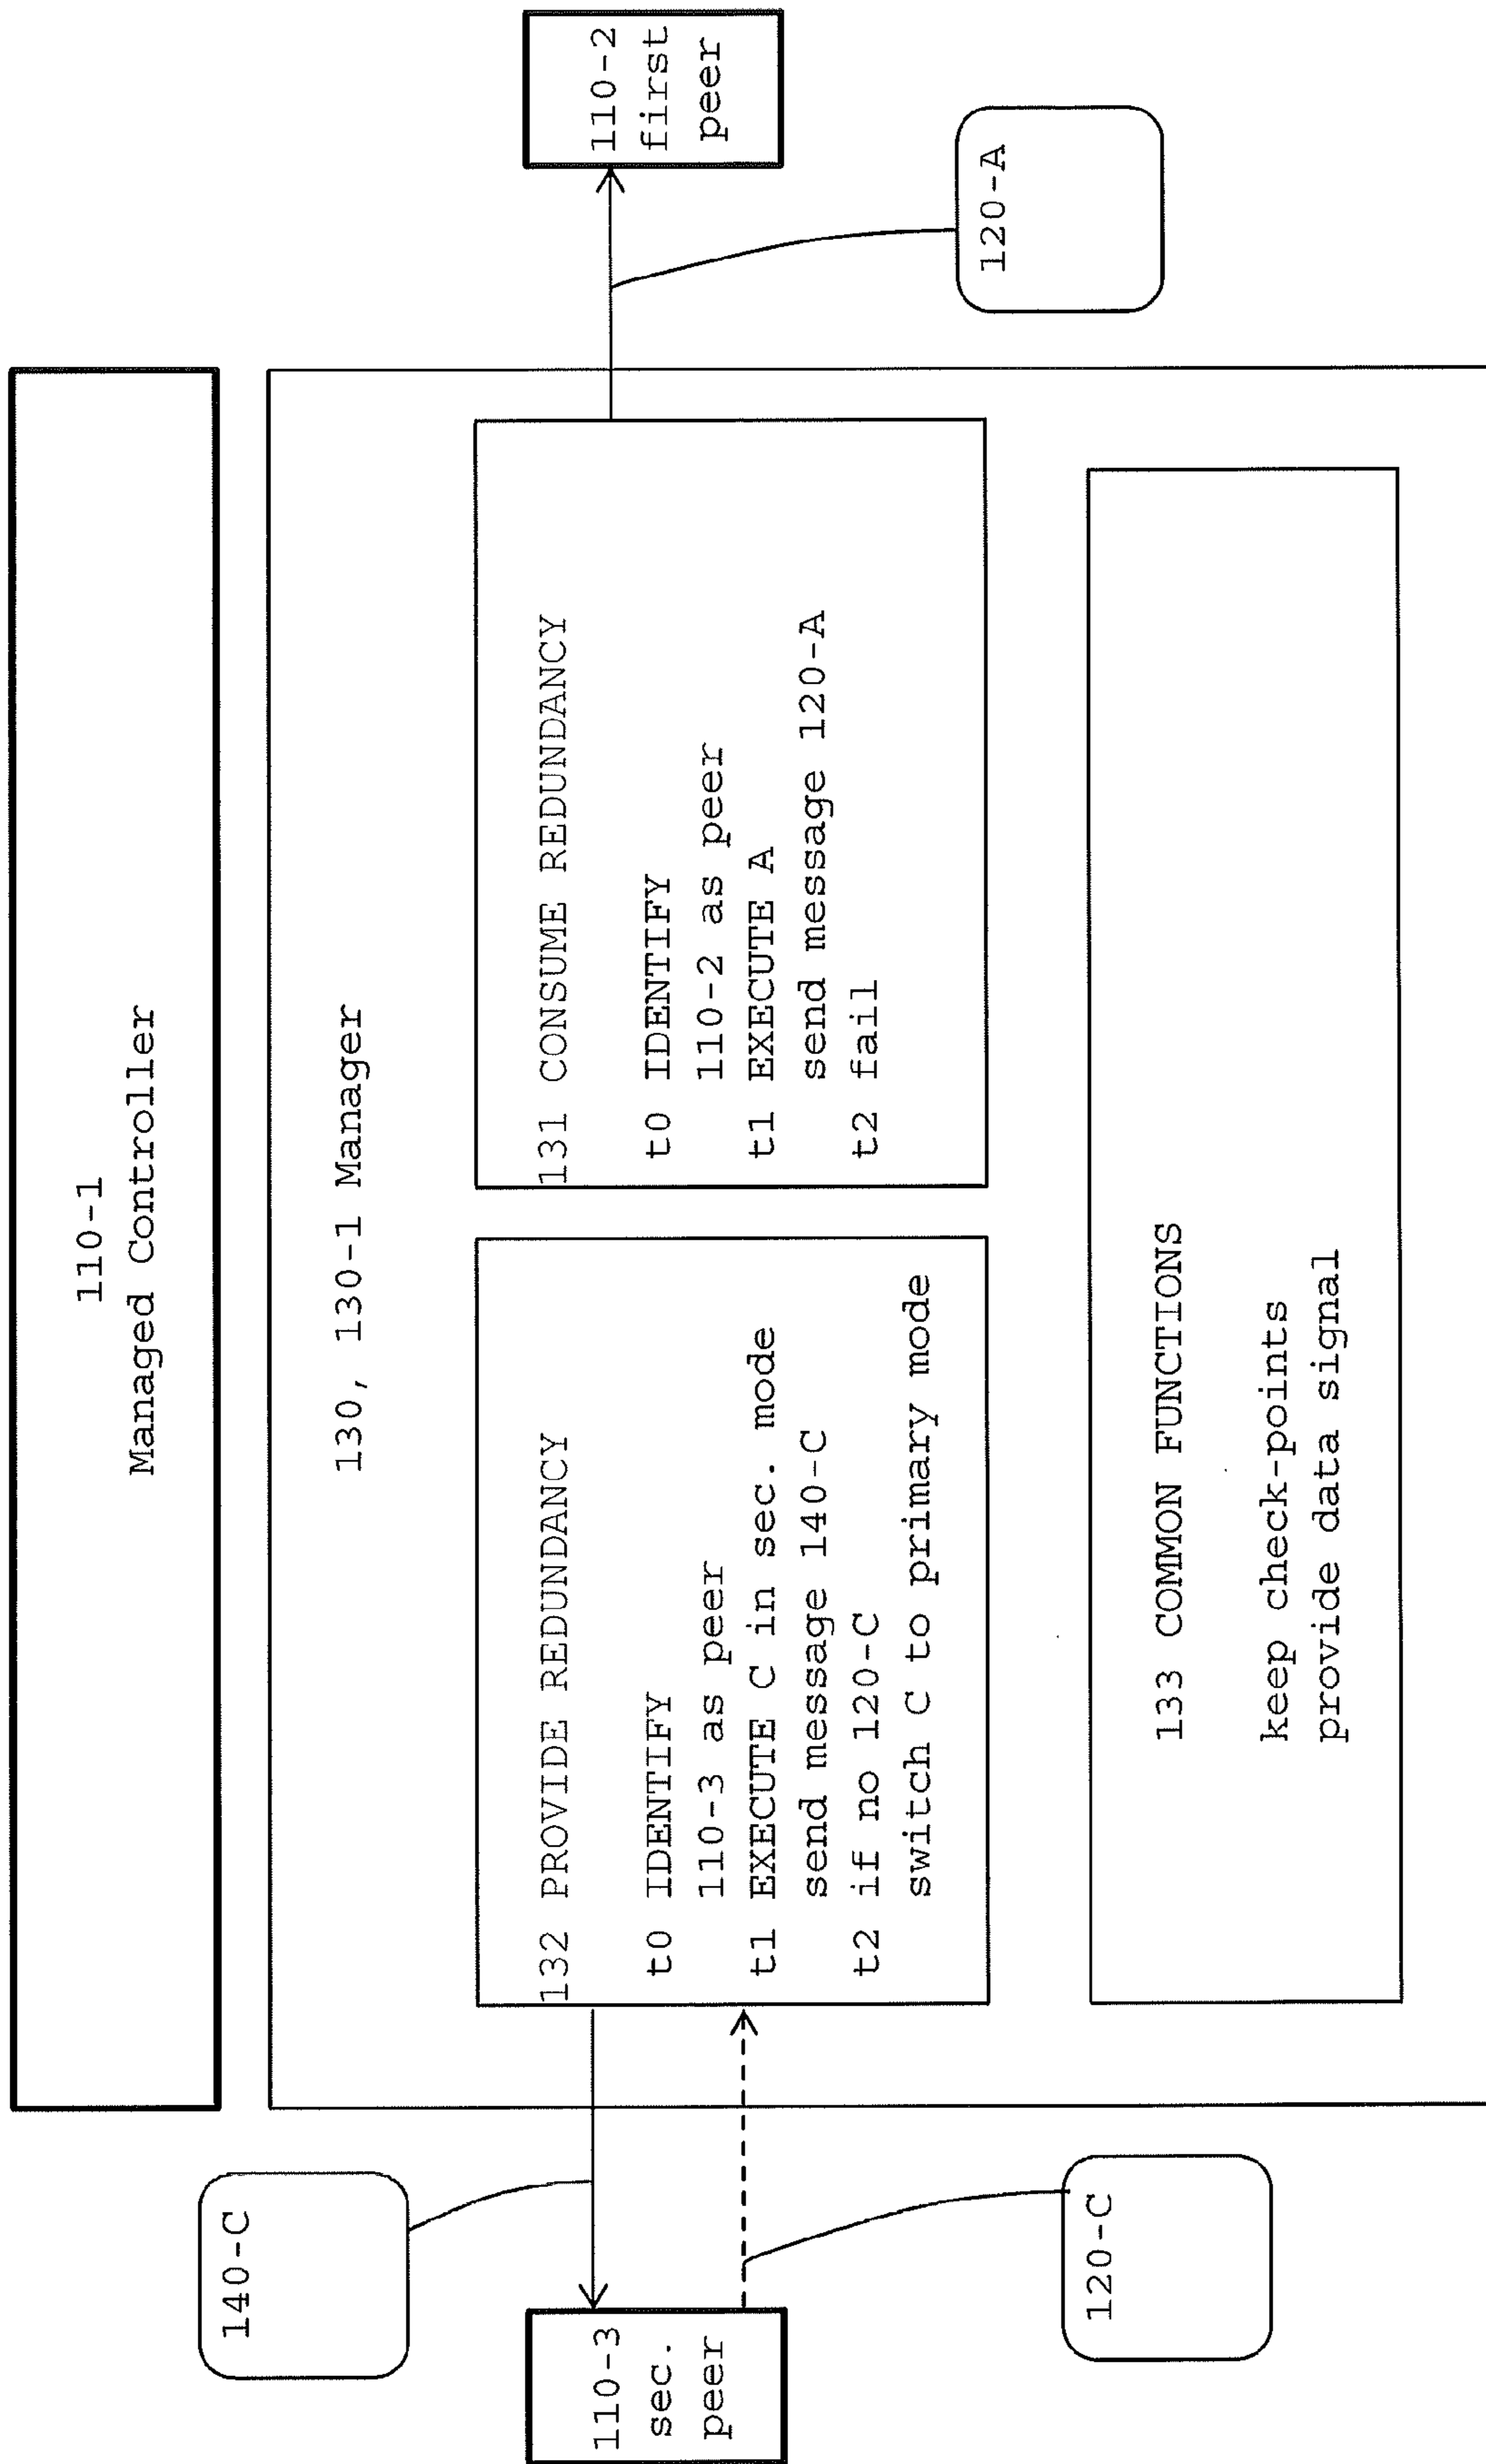 110-1
Managed Controller
130, 130-1 Manager
140-C
110-3
sec.
peer
120-C
132 PROVIDE REDUNDANCY
t0 IDENTIFY
110-3 as peer
t1 EXECUTE C in sec. mode
send message 140-C
t2 if no 120-C
switch C to primary mode
131 CONSUME REDUNDANCY
t0 IDENTIFY
110-2 as peer
t1 EXECUTE A
send message 120-A
t2 fail
110-2
first
peer
120-A
133 COMMON FUNCTIONS
keep check-points
provide data signal